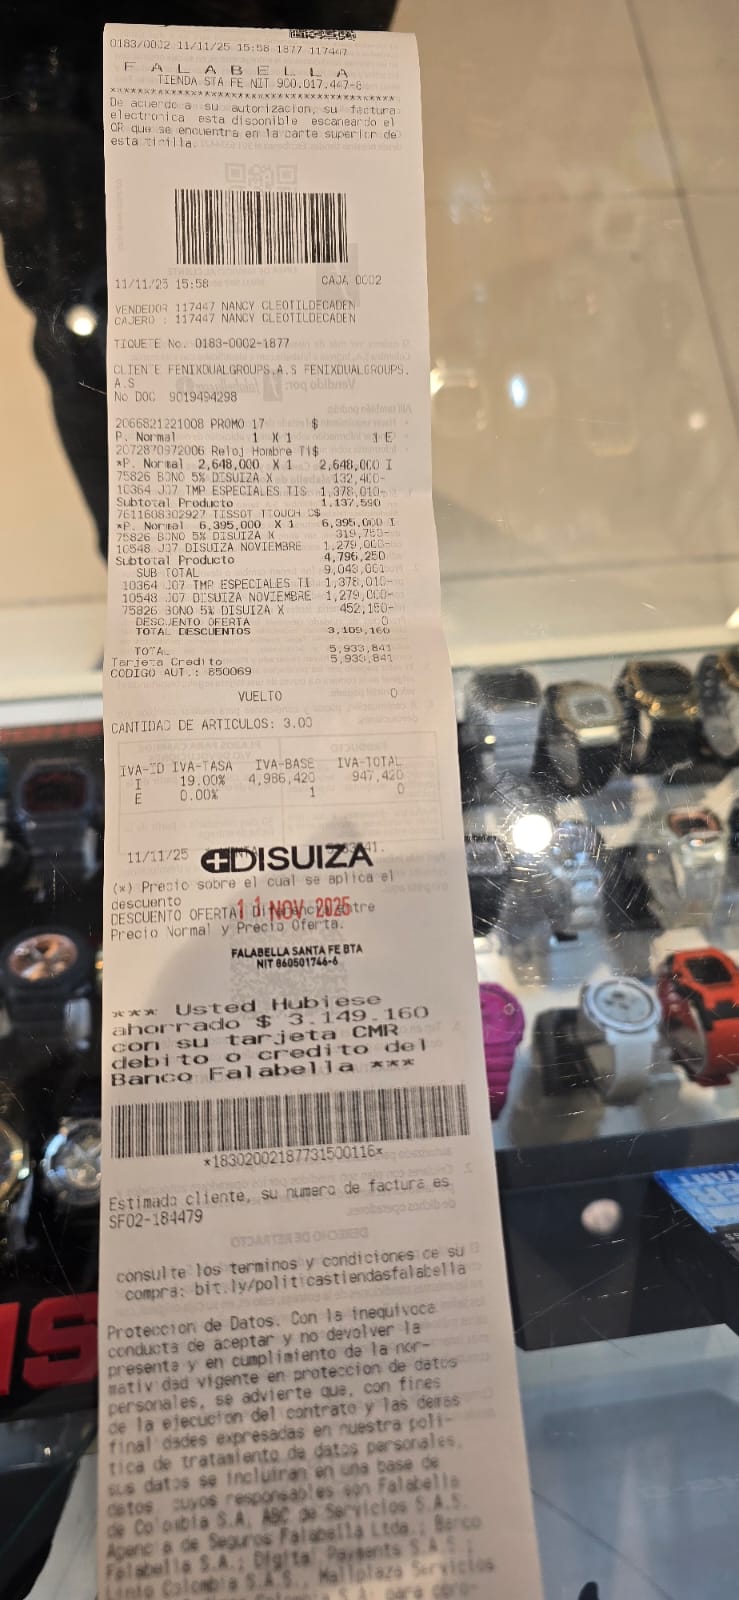 0183/0002 11/11/25 15:58 1877 117447
F A L A B E L L A
TIENDA STA FE NIT 900.017.447-8
****************************************
De acuerdo a su autorizacion, su factura
electronica esta disponible escaneando el
QR que se encuentra en la parte superior de
esta tirilla.
11/11/25 15:58 CAJA 0002
VENDEDOR 117447 NANCY CLEOTILDECADEN
CAJERO : 117447 NANCY CLEOTILDECADEN
TIQUETE No. 0183-0002-1877
CLIENTE FENIXDUALGROUPS.A.S FENIXDUALGROUPS.
A.S
No DOC 9019494298
2066821221008 PROMO 17 $
P. Normal 1 X 1 1 E
2072870972006 Reloj Hombre Ti$
*P. Normal 2,648,000 X 1 2,648,000 I
75826 BONO 5% DISUIZA X 132,400-
10364 J07 TMP ESPECIALES TIS 1,378,010-
Subtotal Producto 1,137,590
7611608302927 TISSOT TTOUCH C$
*P. Normal 6,395,000 X 1 6,395,000 I
75826 BONO 5% DISUIZA X 319,750-
10548 J07 DISUIZA NOVIEMBRE 1,279,000-
Subtotal Producto 4,796,250
SUB TOTAL 9,043,001
10364 J07 TMP ESPECIALES TI 1,378,010-
10548 J07 DISUIZA NOVIEMBRE 1,279,000-
75826 BONO 5% DISUIZA X 452,150-
DESCUENTO OFERTA 0
TOTAL DESCUENTOS 3,109,160
TOTAL 5,933,841
Tarjeta Credito 5,933,841
CODIGO AUT.: 850069
VUELTO 0
CANTIDAD DE ARTICULOS: 3.00
IVA-ID IVA-TASA IVA-BASE IVA-TOTAL
I 19.00% 4,986,420 947,420
E 0.00% 1 0
11/11/25
DISUIZA
(*) Precio sobre el cual se aplica el
descuento
11 NOV 2025
DESCUENTO OFERTA: Diferencia entre
Precio Normal y Precio Oferta.
FALABELLA SANTA FE BTA
NIT 860501746-6
*** Usted Hubiese
ahorrado $ 3.149.160
con su tarjeta CMR
debito o credito del
Banco Falabella ***
*18302002187731500116*
Estimado cliente, su numero de factura es
SF02-184479
consulte los terminos y condiciones de su
compra: bit.ly/politicastiendasfalabella
Proteccion de Datos. Con la inequivoca
conducta de aceptar y no devolver la
presente y en cumplimiento de la nor-
matividad vigente en proteccion de datos
personales, se advierte que, con fines
de la ejecucion del contrato y las demas
finalidades expresadas en nuestra poli-
tica de tratamiento de datos personales,
sus datos se incluiran en una base de
datos, cuyos responsables son Falabella
de Colombia S.A, ABC de Servicios S.A.S.
Agencia de Seguros Falabella Ltda.; Banco
Falabella S.A.; Digital Payments S.A.S.;
Linio Colombia S.A.S., Mallplaza Servicios